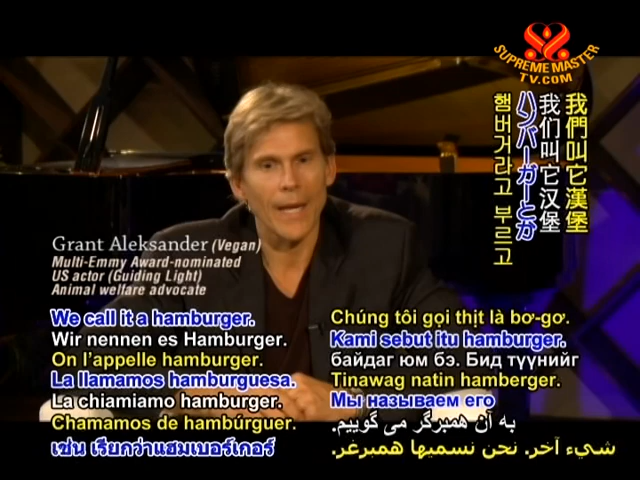 SUPREME MASTER
TV.COM
我們叫它漢堡
我们叫它汉堡
ハンバーガーとか
햄버거라고 부르고
Grant Aleksander (Vegan)
Multi-Emmy Award-nominated
US actor (Guiding Light)
Animal welfare advocate
We call it a hamburger.
Wir nennen es Hamburger.
On l'appelle hamburger.
La llamamos hamburguesa.
La chiamiamo hamburger.
Chamamos de hambúrguer.
เช่น เรียกว่าแฮมเบอร์เกอร์
Chúng tôi gọi thịt là bơ-gơ.
Kami sebut itu hamburger.
байдаг юм бэ. Бид түүнийг
Tinawag natin hamberger.
Мы называем его
به آن همبرگر می گوییم.
شيء آخر. نحن نسميها همبرغر.